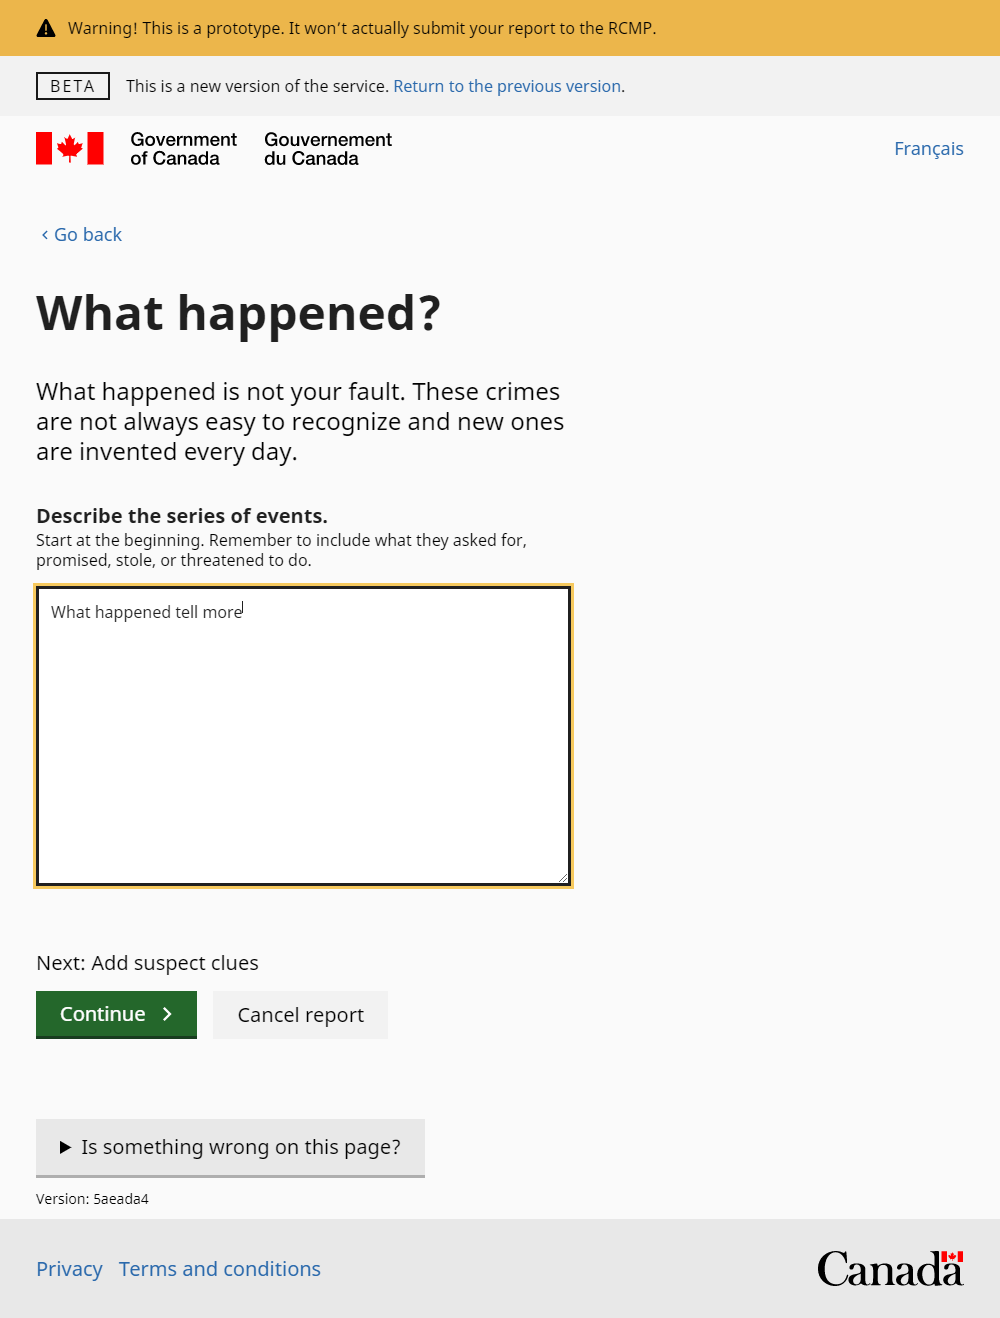 Warning! This is a prototype. It won't actually submit your report to the RCMP.
BETA This is a new version of the service. Return to the previous version.
Government of Canada
Gouvernement du Canada
Français
Go back
What happened?
What happened is not your fault. These crimes
are not always easy to recognize and new ones
are invented every day.
Describe the series of events.
Start at the beginning. Remember to include what they asked for,
promised, stole, or threatened to do.
What happened tell more
Next: Add suspect clues
Continue
Cancel report
Is something wrong on this page?
Version: 5aeada4
Privacy Terms and conditions
Canada